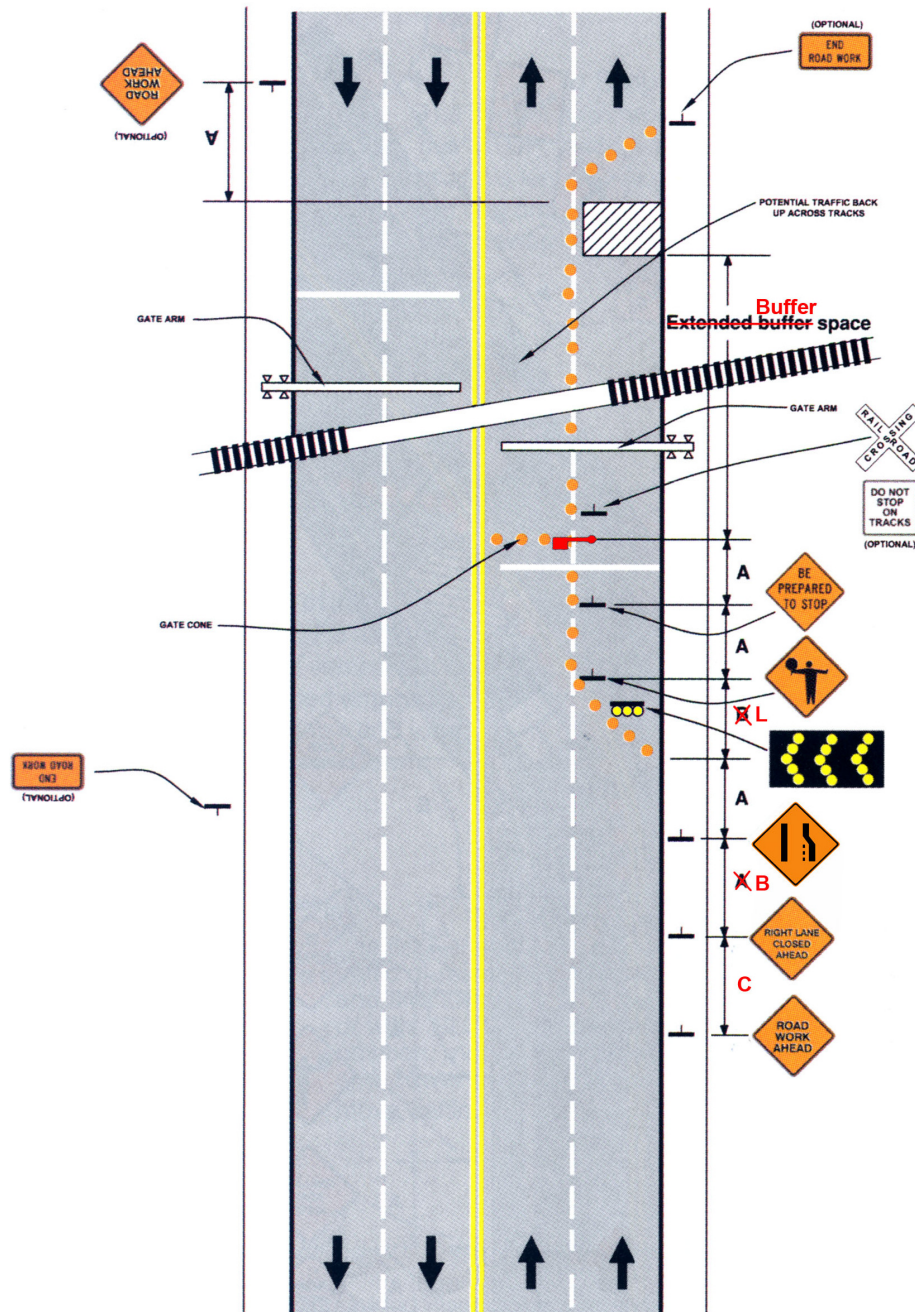 (OPTIONAL)
END
ROAD WORK
ROAD
WORK
AHEAD
(OPTIONAL)
A
POTENTIAL TRAFFIC BACK
UP ACROSS TRACKS
Buffer
Extended buffer space
GATE ARM
GATE ARM
RAIL ROAD
CROSSING
DO NOT
STOP
ON
TRACKS
(OPTIONAL)
A
BE
PREPARED
TO STOP
GATE CONE
A
B L
END
ROAD WORK
(OPTIONAL)
A
A B
RIGHT LANE
CLOSED
AHEAD
C
ROAD
WORK
AHEAD